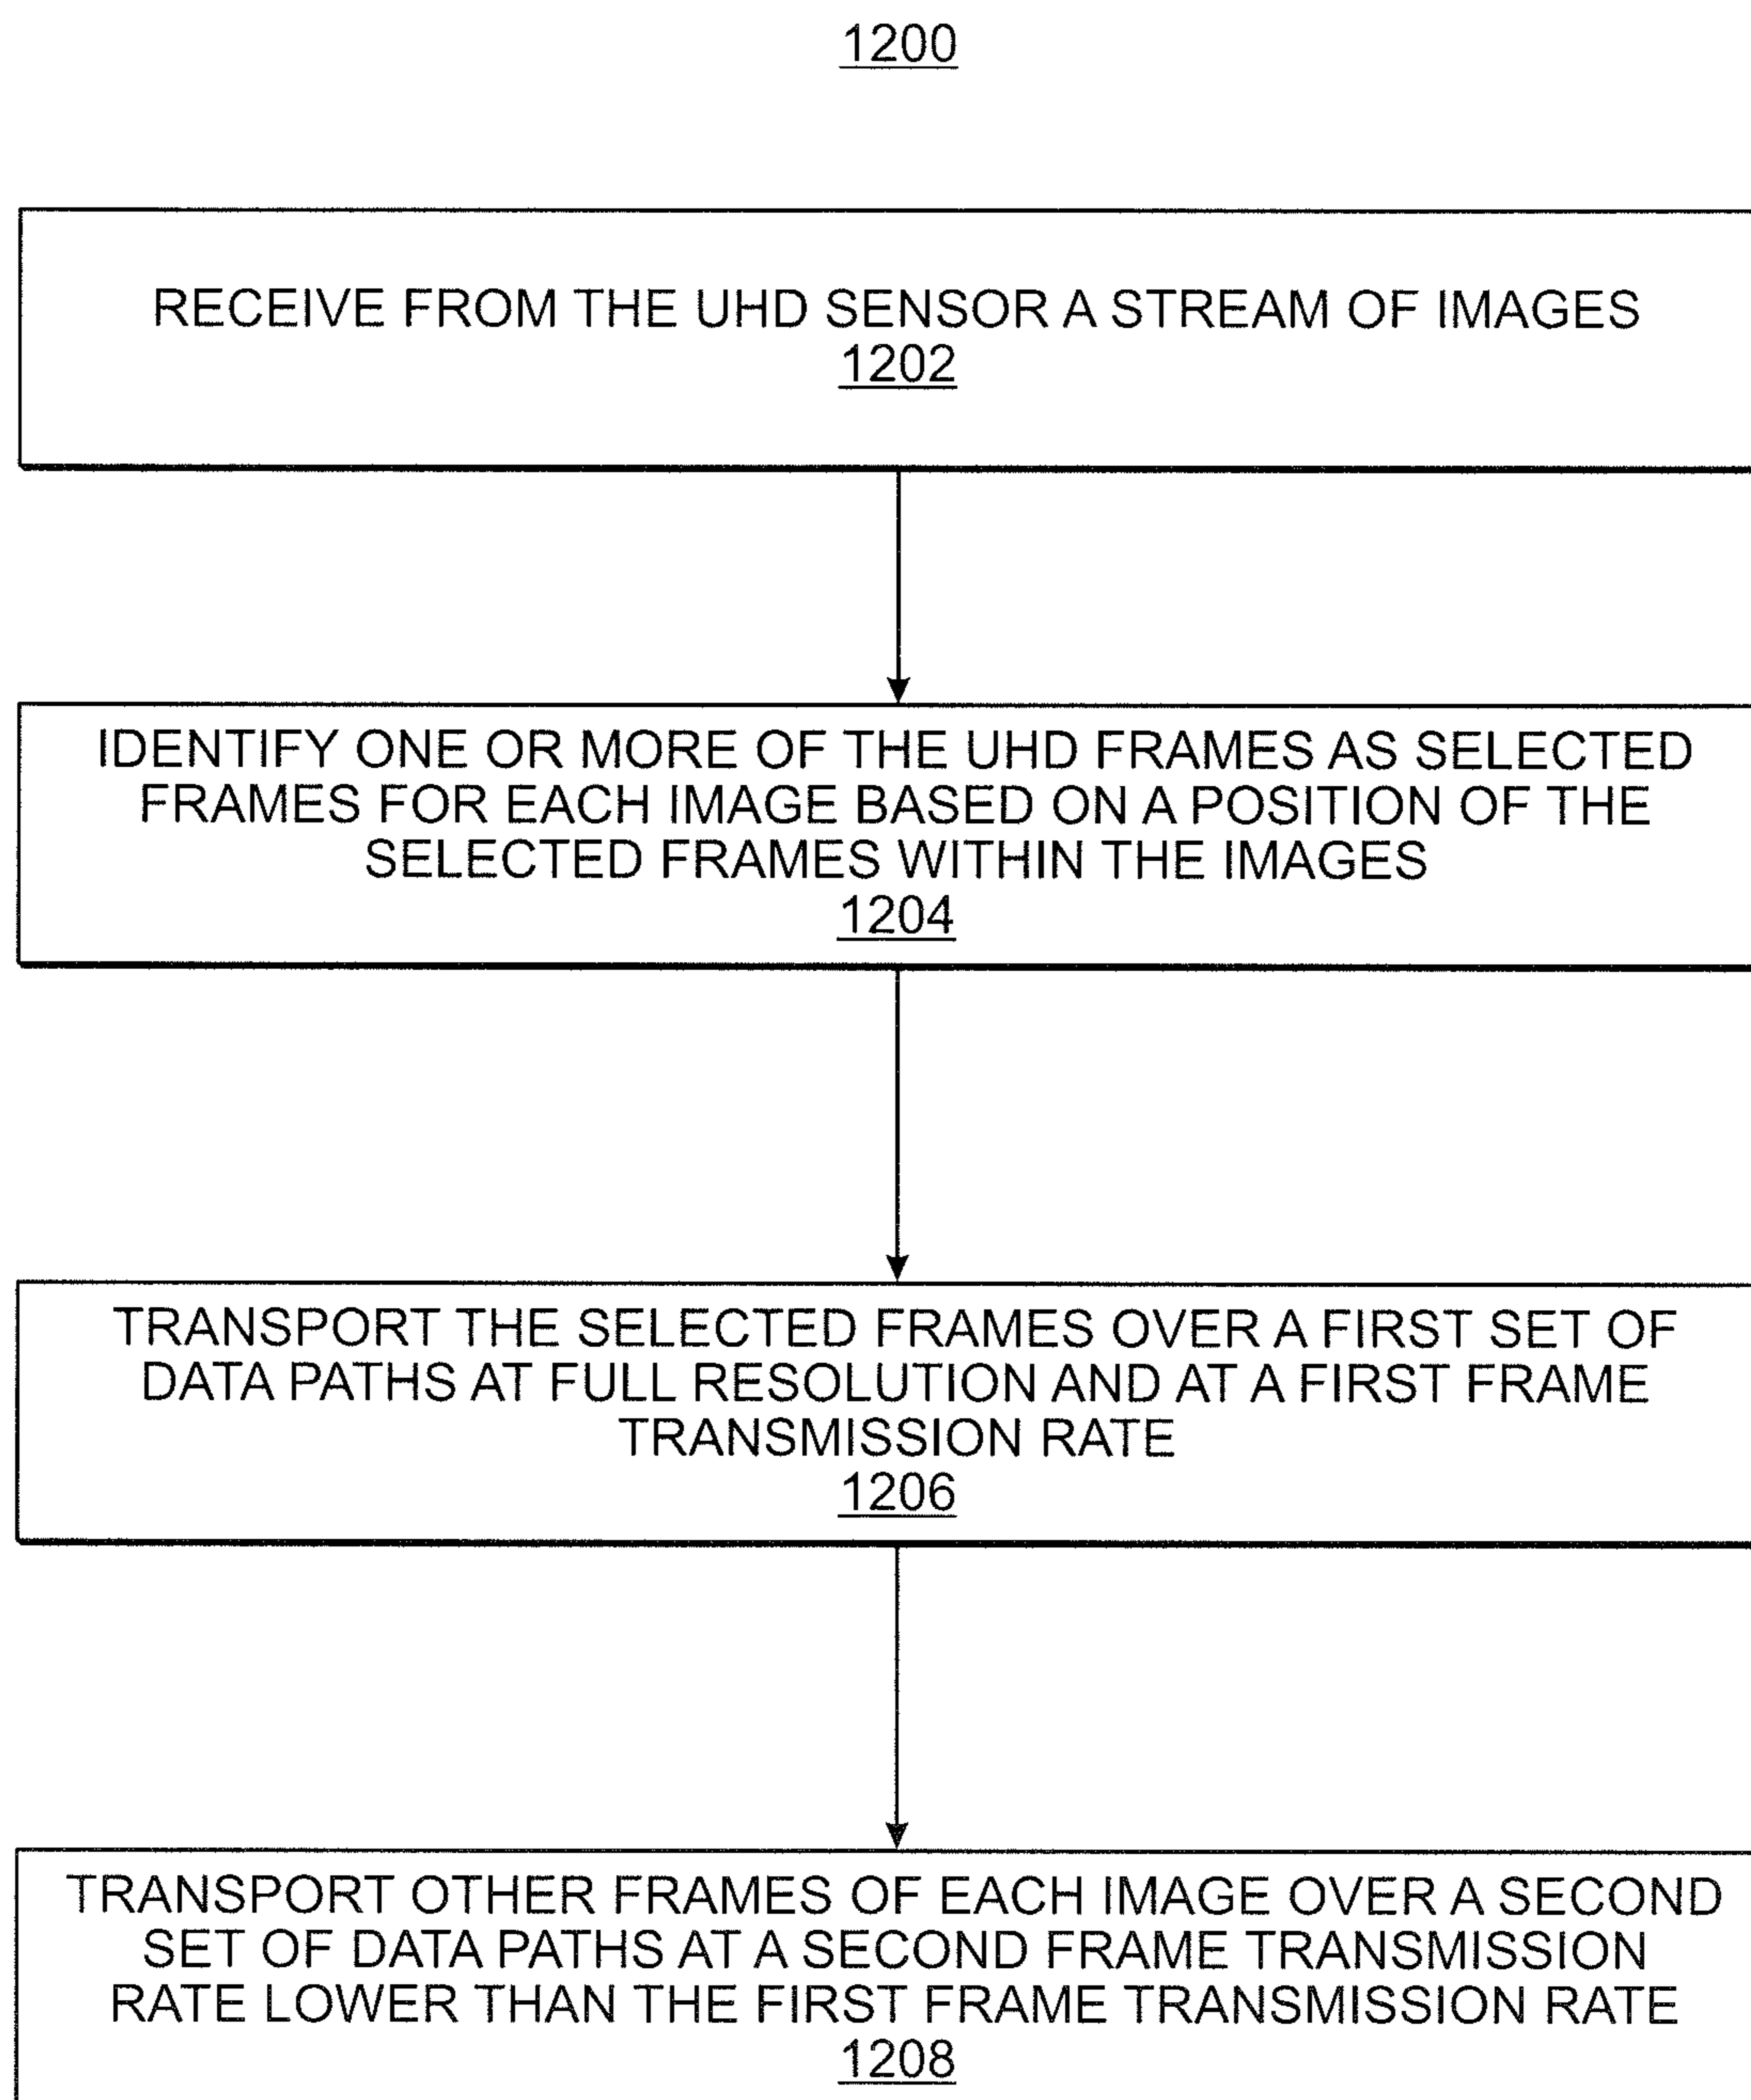 1200
RECEIVE FROM THE UHD SENSOR A STREAM OF IMAGES
1202
IDENTIFY ONE OR MORE OF THE UHD FRAMES AS SELECTED
FRAMES FOR EACH IMAGE BASED ON A POSITION OF THE
SELECTED FRAMES WITHIN THE IMAGES
1204
TRANSPORT THE SELECTED FRAMES OVER A FIRST SET OF
DATA PATHS AT FULL RESOLUTION AND AT A FIRST FRAME
TRANSMISSION RATE
1206
TRANSPORT OTHER FRAMES OF EACH IMAGE OVER A SECOND
SET OF DATA PATHS AT A SECOND FRAME TRANSMISSION
RATE LOWER THAN THE FIRST FRAME TRANSMISSION RATE
1208